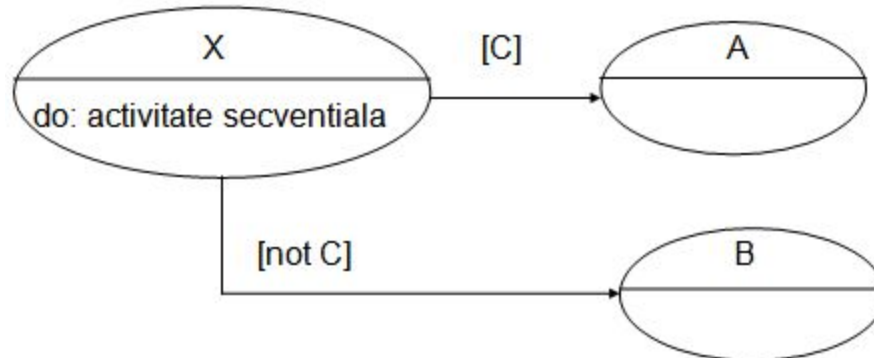 X
[C]
A
do: activitate secventiala
[not C]
B